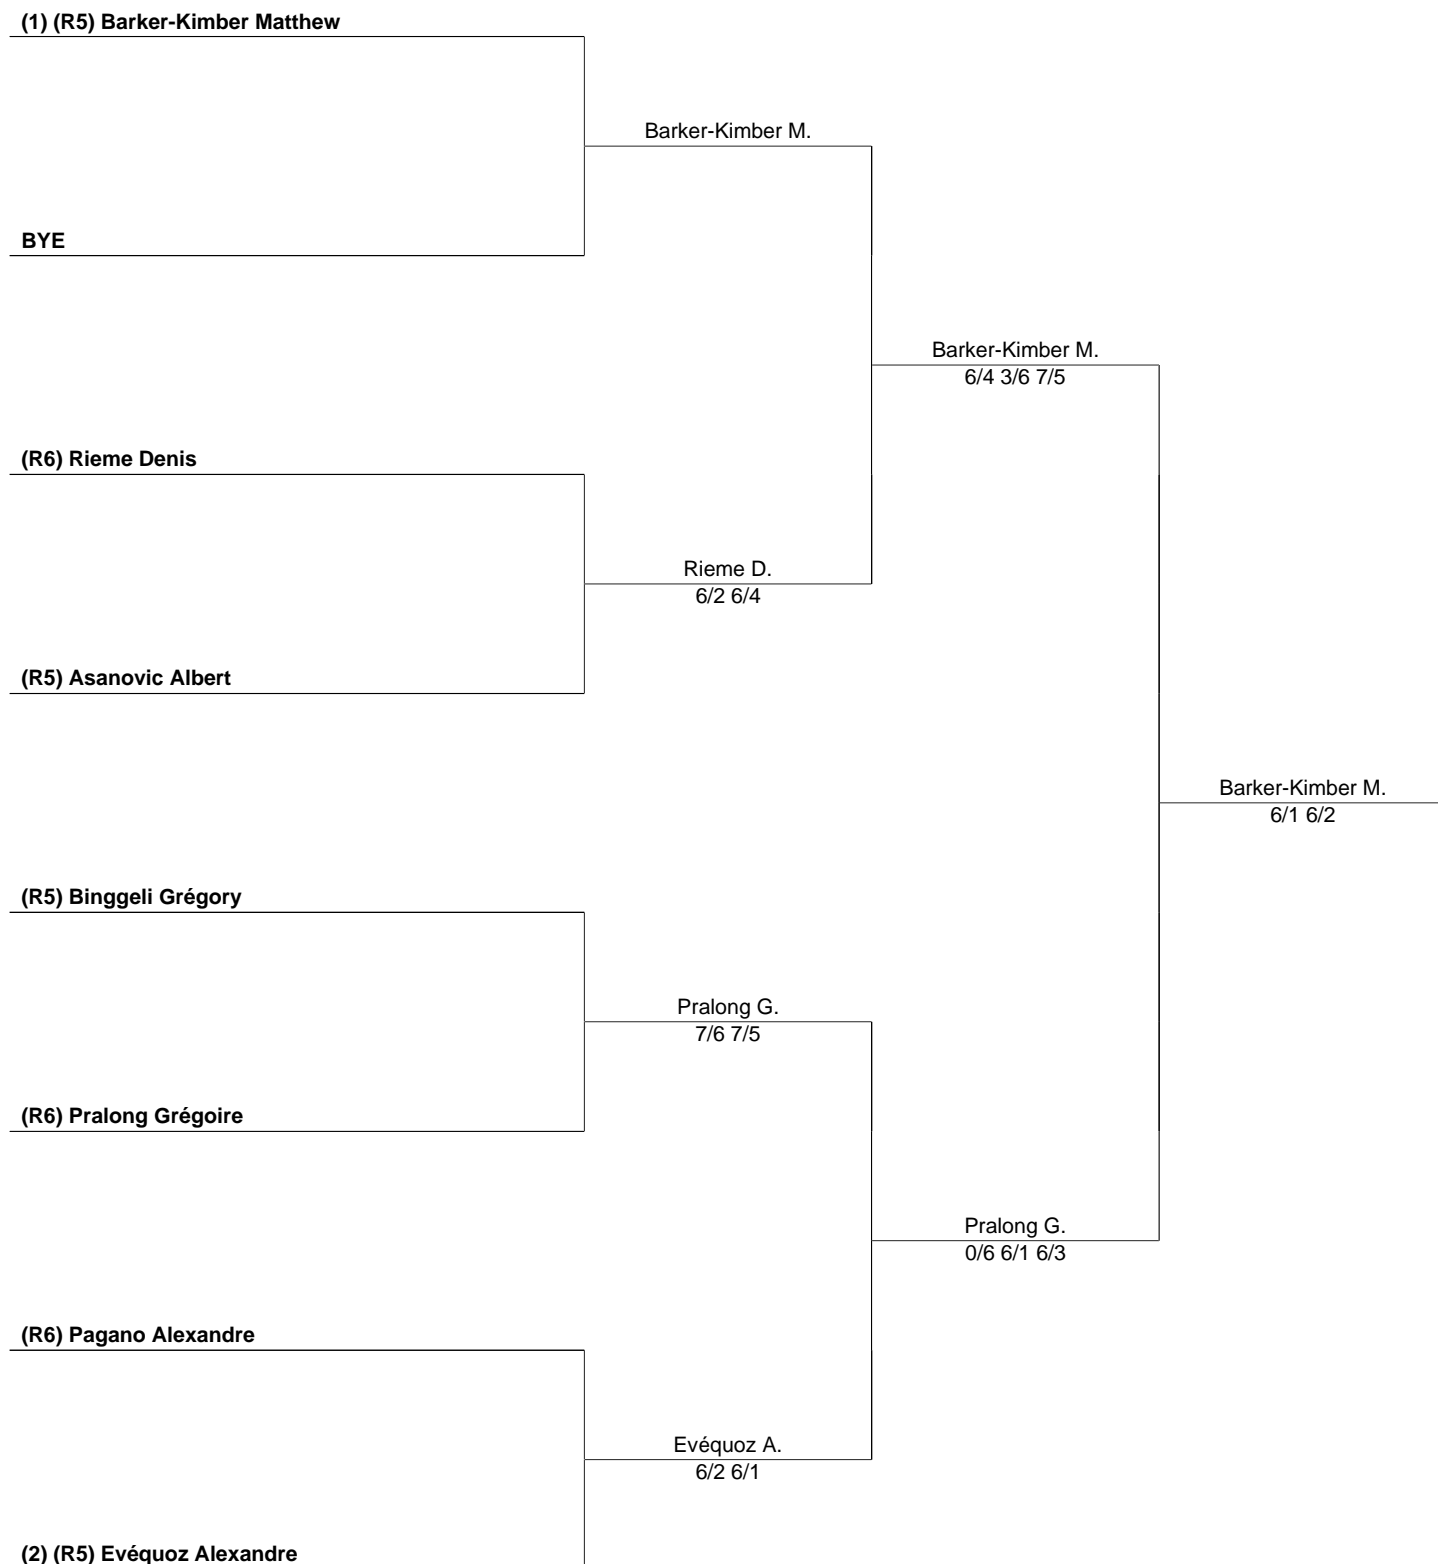 (1) (R5) Barker-Kimber Matthew
Barker-Kimber M.
BYE
Barker-Kimber M.
6/4 3/6 7/5
(R6) Rieme Denis
Rieme D.
6/2 6/4
(R5) Asanovic Albert
Barker-Kimber M.
6/1 6/2
(R5) Binggeli Grégory
Pralong G.
7/6 7/5
(R6) Pralong Grégoire
Pralong G.
0/6 6/1 6/3
(R6) Pagano Alexandre
Evéquoz A.
6/2 6/1
(2) (R5) Evéquoz Alexandre